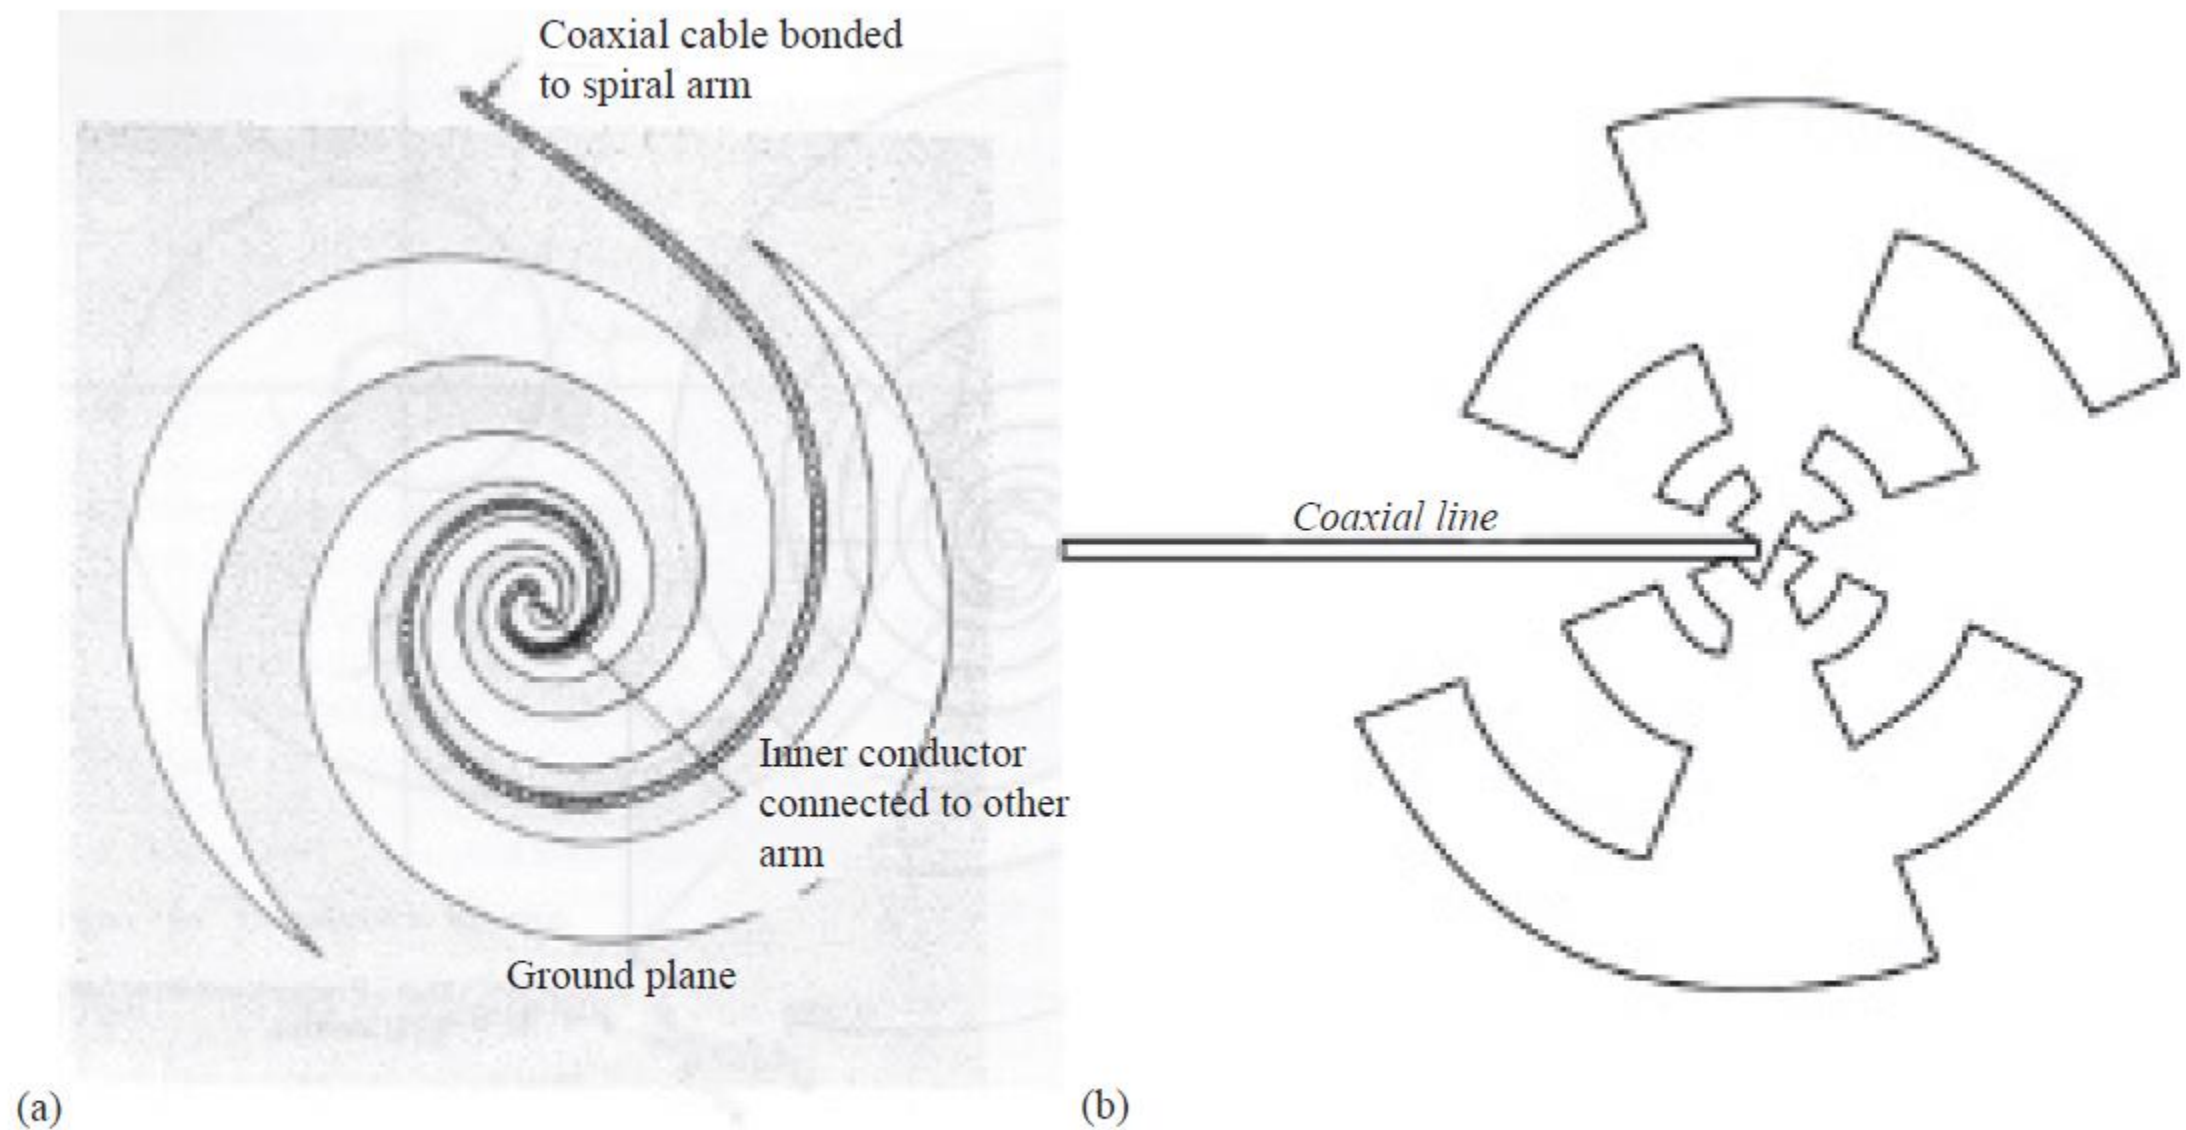 Coaxial cable bonded
to spiral arm
Coaxial line
Inner conductor
connected to other
arm
Ground plane
(a)
(b)